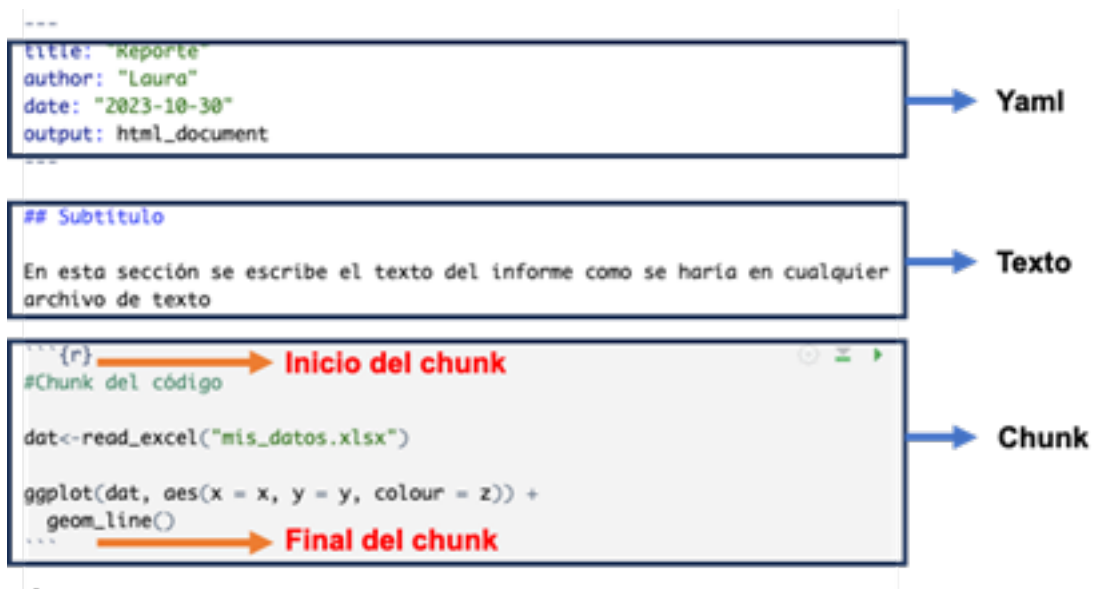 ---
title: "Reporte"
author: "Laura"
date: "2023-10-30"
output: html_document
---
Yaml
## Subtítulo
En esta sección se escribe el texto del informe como se haría en cualquier
archivo de texto
Texto
```{r}
Inicio del chunk
#Chunk del código
dat<-read_excel("mis_datos.xlsx")
Chunk
ggplot(dat, aes(x = x, y = y, colour = z)) +
geom_line()
```
Final del chunk